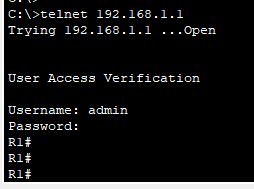 C:\>telnet 192.168.1.1
Trying 192.168.1.1 ...Open
User Access Verification
Username: admin
Password:
R1#
R1#
R1#